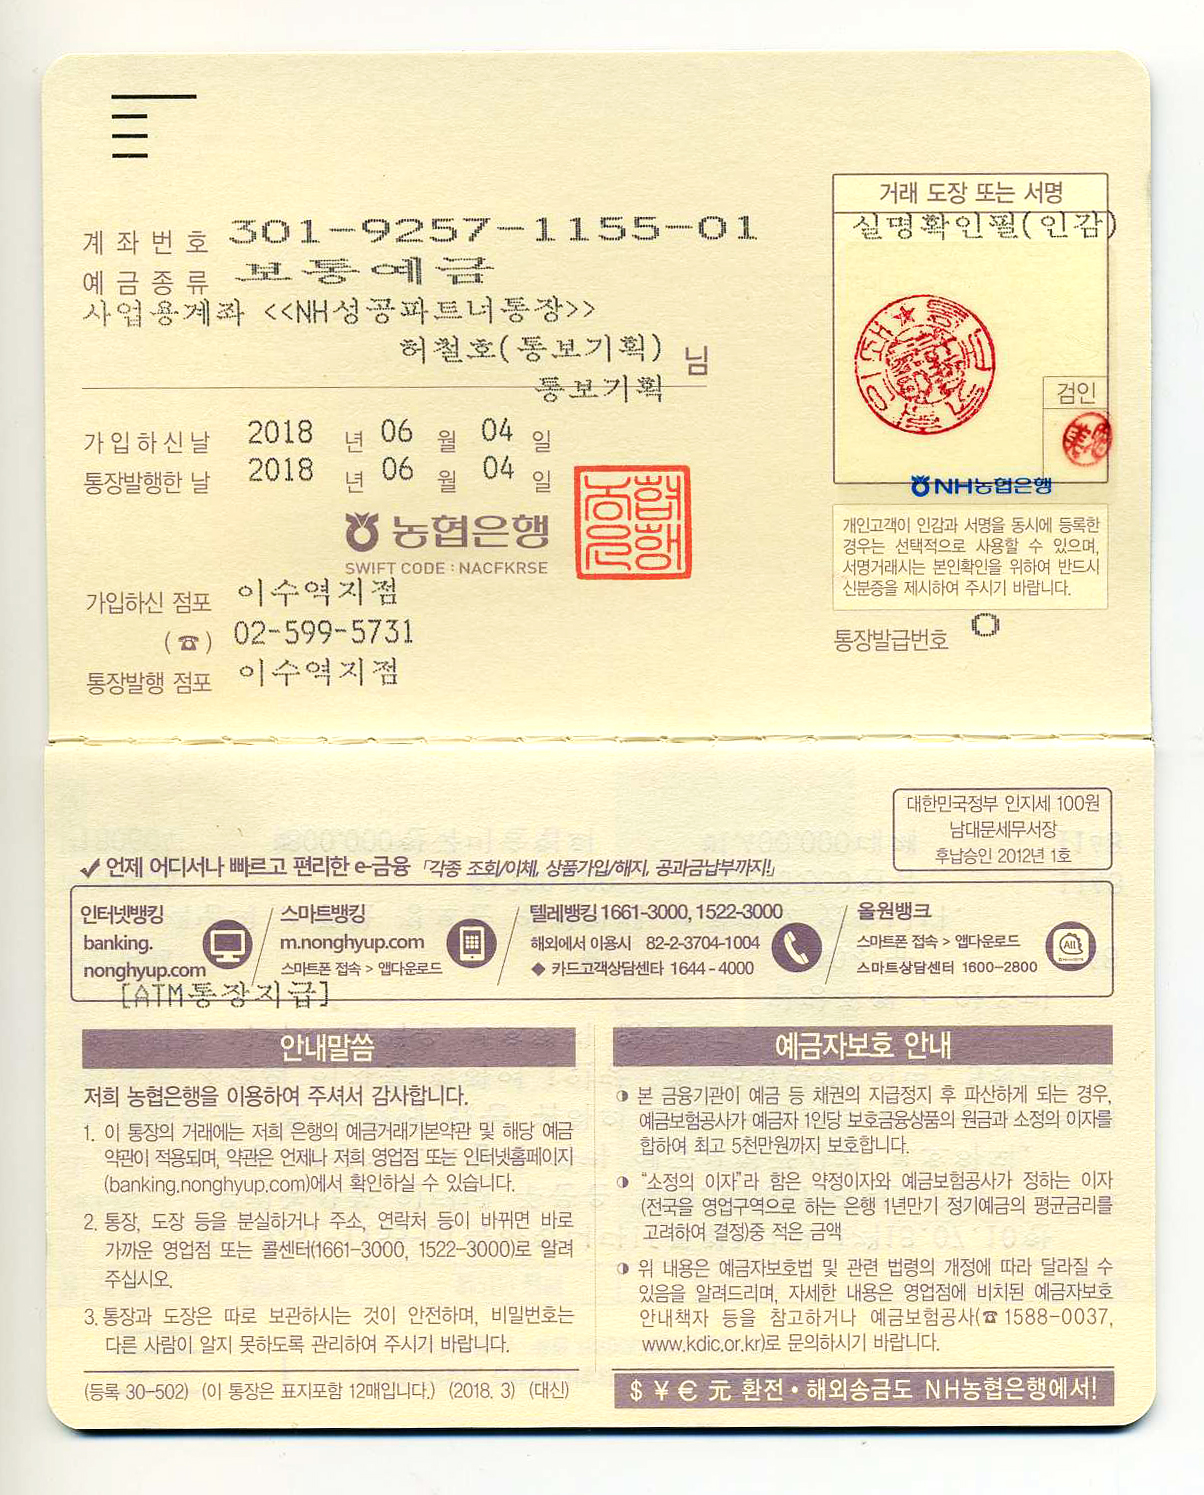 계좌번호 301-9257-1155-01
예금종류 보통예금
사업용계좌 <<NH성공파트너통장>>
허철호(통보기획) 님
통보기획
가입하신날 2018 년 06 월 04 일
통장발행한 날 2018 년 06 월 04 일
농협은행
SWIFT CODE : NACFKRSE
가입하신 점포 이수역지점
(☎) 02-599-5731
통장발행 점포 이수역지점
거래 도장 또는 서명
실명확인필(인감)
검인
NH농협은행
개인고객이 인감과 서명을 동시에 등록한
경우는 선택적으로 사용할 수 있으며,
서명거래시는 본인확인을 위하여 반드시
신분증을 제시하여 주시기 바랍니다.
통장발급번호 0
대한민국정부 인지세 100원
남대문세무서장
후납승인 2012년 1호
✓ 언제 어디서나 빠르고 편리한 e-금융 「각종 조회/이체, 상품가입/해지, 공과금납부까지!」
인터넷뱅킹
banking.
nonghyup.com
스마트뱅킹
m.nonghyup.com
스마트폰 접속 > 앱다운로드
텔레뱅킹 1661-3000, 1522-3000
해외에서 이용시 82-2-3704-1004
◆ 카드고객상담센타 1644-4000
올원뱅크
스마트폰 접속 > 앱다운로드
스마트상담센터 1600-2800
All
[ATM통장지급]
안내말씀
저희 농협은행을 이용하여 주셔서 감사합니다.
1. 이 통장의 거래에는 저희 은행의 예금거래기본약관 및 해당 예금
약관이 적용되며, 약관은 언제나 저희 영업점 또는 인터넷홈페이지
(banking.nonghyup.com)에서 확인하실 수 있습니다.
2. 통장, 도장 등을 분실하거나 주소, 연락처 등이 바뀌면 바로
가까운 영업점 또는 콜센터(1661-3000, 1522-3000)로 알려
주십시오.
3. 통장과 도장은 따로 보관하시는 것이 안전하며, 비밀번호는
다른 사람이 알지 못하도록 관리하여 주시기 바랍니다.
(등록 30-502) (이 통장은 표지포함 12매입니다.) (2018. 3) (대신)
예금자보호 안내
◑ 본 금융기관이 예금 등 채권의 지급정지 후 파산하게 되는 경우,
예금보험공사가 예금자 1인당 보호금융상품의 원금과 소정의 이자를
합하여 최고 5천만원까지 보호합니다.
◑ "소정의 이자"라 함은 약정이자와 예금보험공사가 정하는 이자
(전국을 영업구역으로 하는 은행 1년만기 정기예금의 평균금리를
고려하여 결정)중 적은 금액
◑ 위 내용은 예금자보호법 및 관련 법령의 개정에 따라 달라질 수
있음을 알려드리며, 자세한 내용은 영업점에 비치된 예금자보호
안내책자 등을 참고하거나 예금보험공사(☎1588-0037,
www.kdic.or.kr)로 문의하시기 바랍니다.
$ ¥ € 元 환전 · 해외송금도 NH농협은행에서!